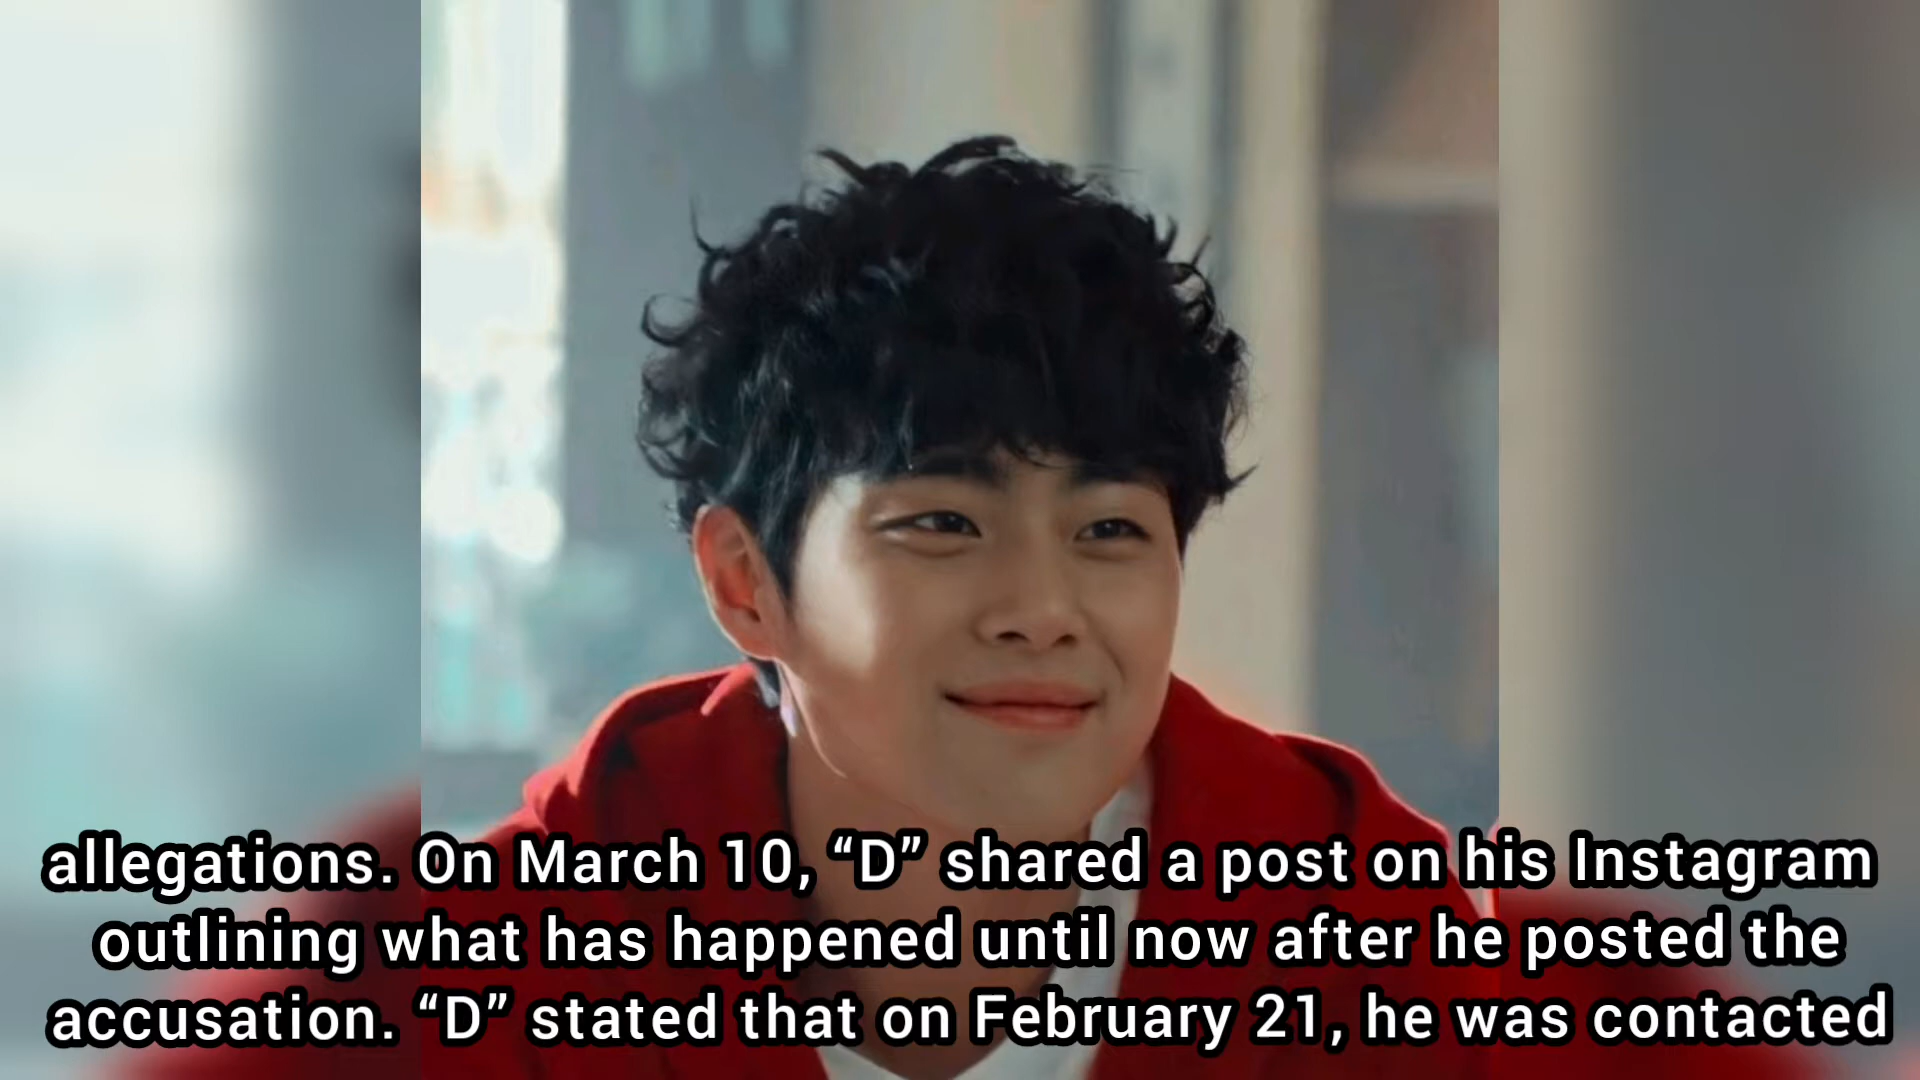 allegations. On March 10, “D” shared a post on his Instagram
outlining what has happened until now after he posted the
accusation. “D” stated that on February 21, he was contacted